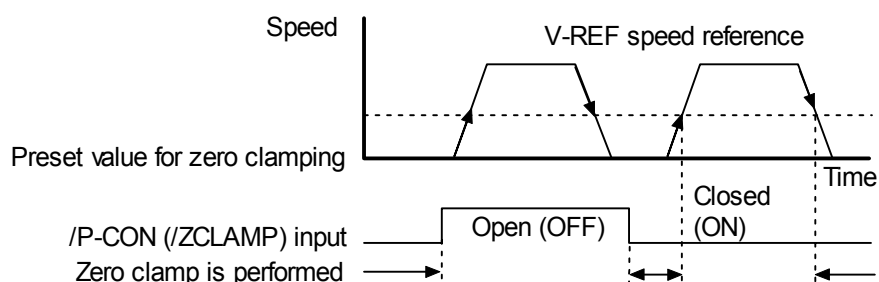 Speed
V-REF speed reference
Preset value for zero clamping
Time
Closed
(ON)
Open (OFF)
/P-CON (/ZCLAMP) input
Zero clamp is performed